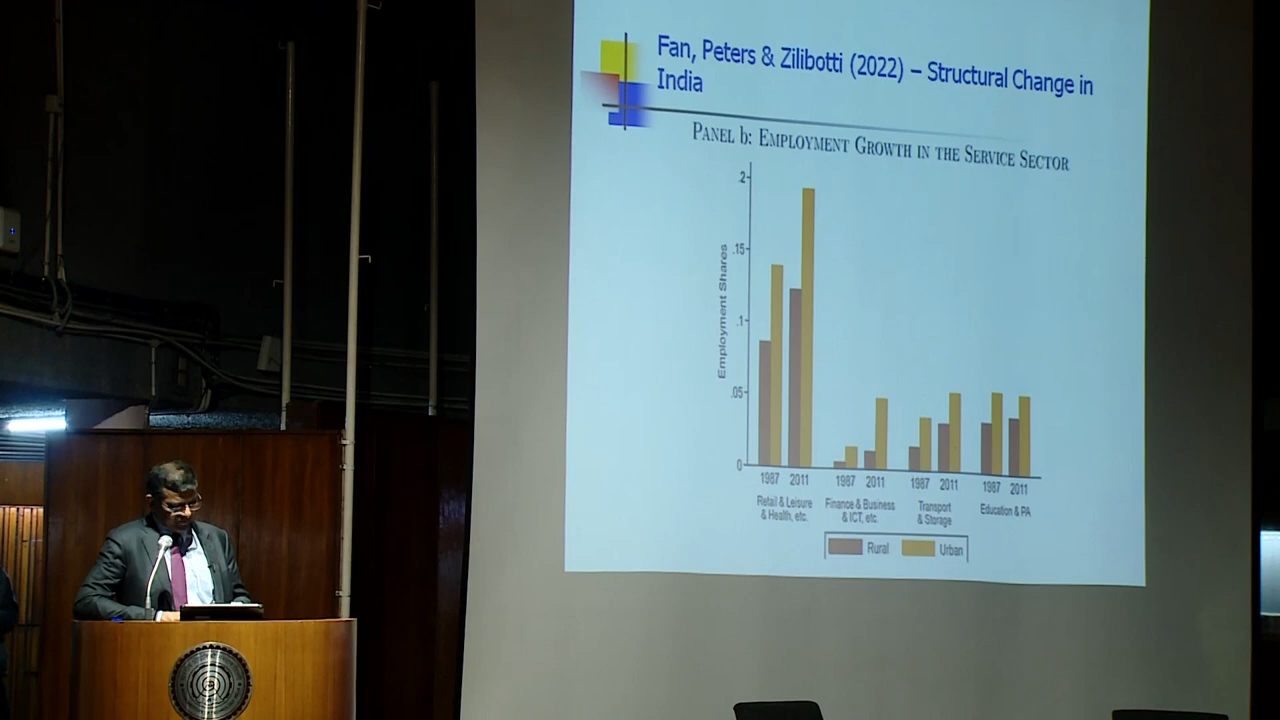 Fan, Peters & Zilibotti (2022) – Structural Change in
India
PANEL b: EMPLOYMENT GROWTH IN THE SERVICE SECTOR
Employment Shares
.2
.15
.1
.05
0
1987 2011 1987 2011 1987 2011 1987 2011
Retail & Leisure
& Health, etc.
Finance & Business
& ICT, etc.
Transport
& Storage
Education & PA
Rural Urban